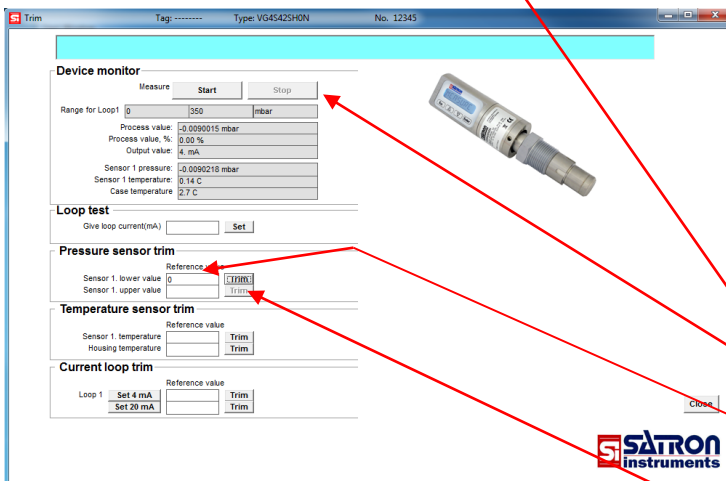 Trim Tag: -------- Type: VG4S42SH0N No. 12345
Device monitor
Measure Start Stop
Range for Loop1 0 350 mbar
Process value: -0.0090015 mbar
Process value, %: 0.00 %
Output value: 4. mA
Sensor 1 pressure: -0.0090218 mbar
Sensor 1 temperature: 0.14 C
Case temperature 2.7 C
Loop test
Give loop current(mA) Set
Pressure sensor trim
Reference value
Sensor 1. lower value 0 Trim
Sensor 1. upper value Trim
Temperature sensor trim
Reference value
Sensor 1. temperature Trim
Housing temperature Trim
Current loop trim
Reference value
Loop 1 Set 4 mA Trim
Set 20 mA Trim
Close
Si SATRON
instruments